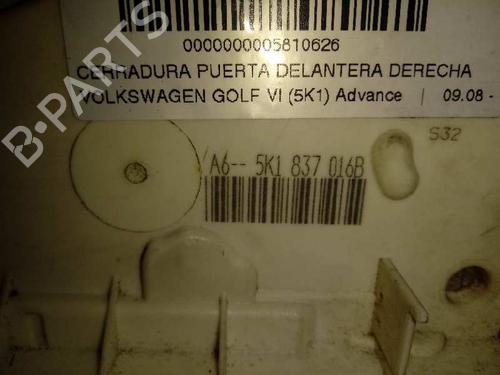 0000000005810626
CERRADURA PUERTA DELANTERA DERECHA
VOLKSWAGEN GOLF VI (5K1) Advance | 09.08 -
B-PARTS
S32
A6-- 5K1 837 016B